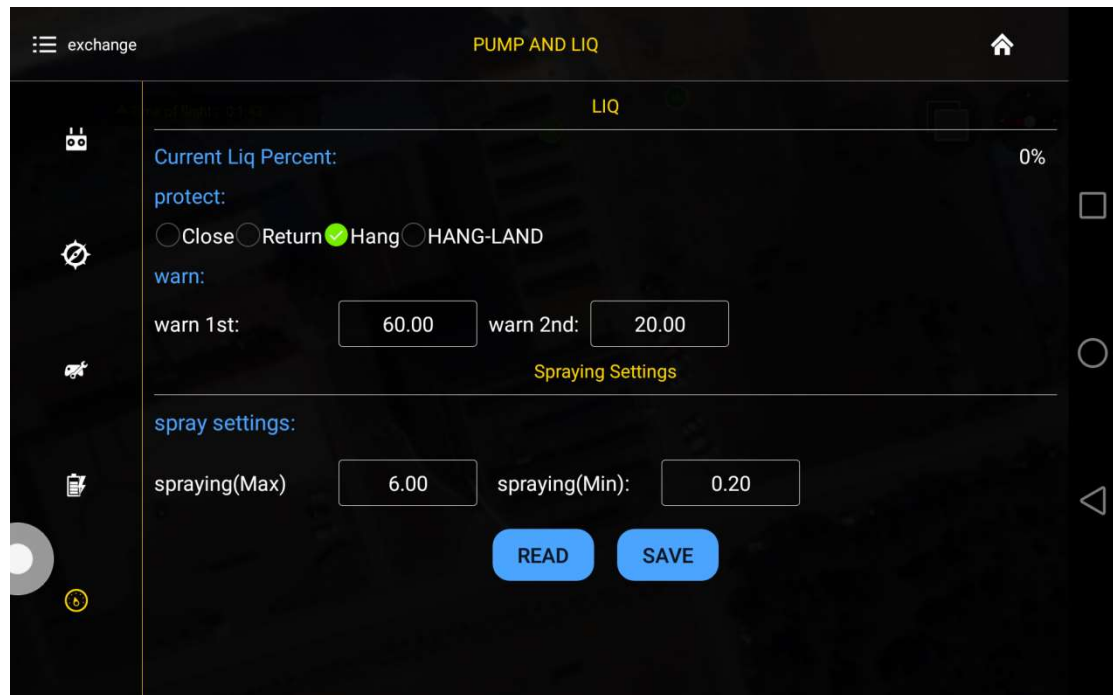 exchange PUMP AND LIQ
LIQ
Current Liq Percent: 0%
protect:
Close Return Hang HANG-LAND
warn:
warn 1st: 60.00 warn 2nd: 20.00
Spraying Settings
spray settings:
spraying(Max) 6.00 spraying(Min): 0.20
READ SAVE